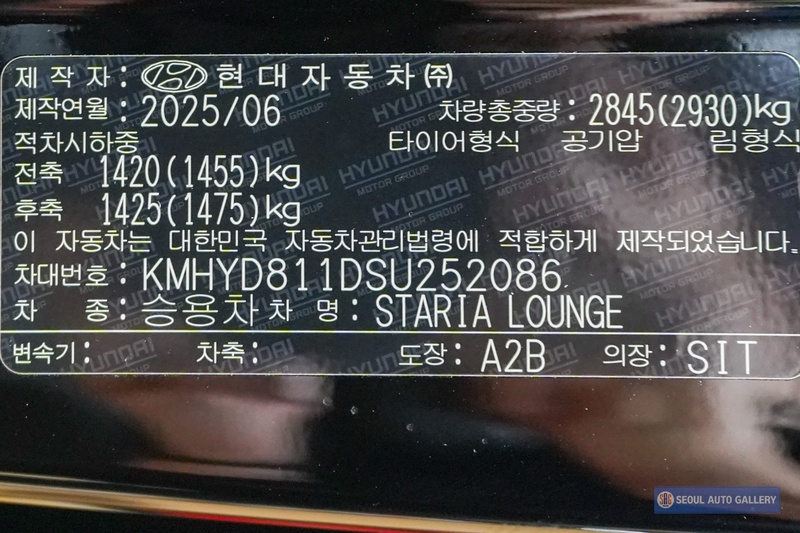 제 작 자 : 현대자동차㈜
제작연월 : 2025/06 차량총중량 : 2845(2930)kg
적차시하중 타이어형식 공기압 림형식
전축 1420(1455)kg
후축 1425(1475)kg
이 자동차는 대한민국 자동차관리법령에 적합하게 제작되었습니다.
차대번호 : KMHYD811DSU252086
차 종 : 승용차 차 명 : STARIA LOUNGE
변속기 : 차축 : 도장 : A2B 의장 : SIT
SAG SEOUL AUTO GALLERY